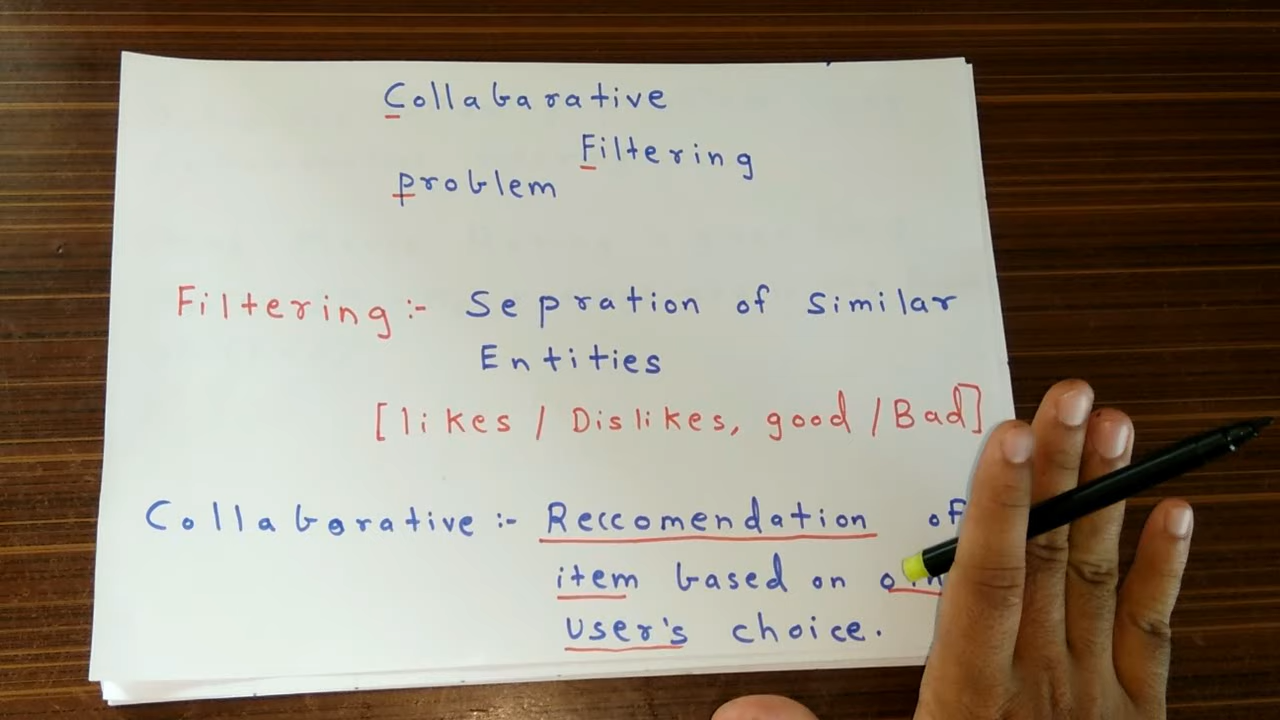 Collabarative
Filtering
problem
Filtering :- Sepration of similar
Entities
[likes / Dislikes, good / Bad]
Collaborative :- Reccomendation of
item based on
user's choice.